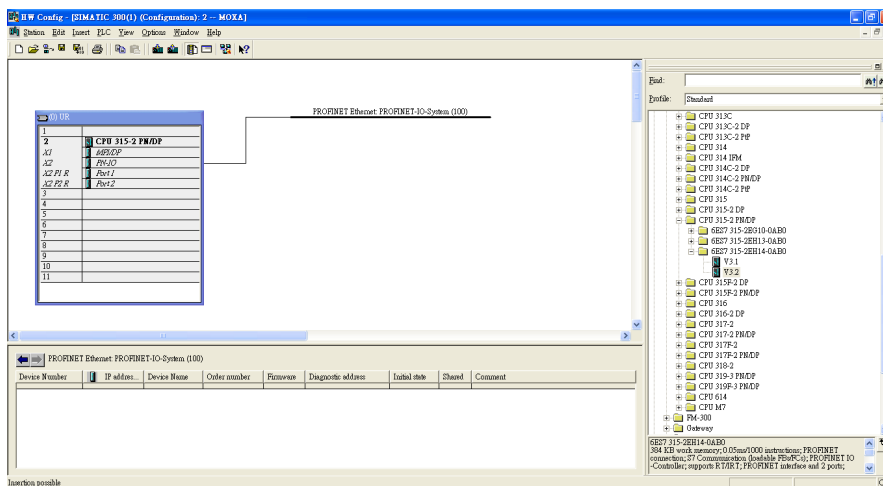 HW Config - [SIMATIC 300(1) (Configuration): 2 -- MOXA]
Station Edit Insert PLC View Options Window Help
(0) UR
1
2 CPU 315-2 PN/DP
X1 MPI/DP
X2 PN-IO
X2 P1 R Port 1
X2 P2 R Port 2
3
4
5
6
7
8
9
10
11
PROFINET Ethernet: PROFINET-IO-System (100)
Find:
Profile: Standard
CPU 313C
CPU 313C-2 DP
CPU 313C-2 PtP
CPU 314
CPU 314 IFM
CPU 314C-2 DP
CPU 314C-2 PN/DP
CPU 314C-2 PtP
CPU 315
CPU 315-2 DP
CPU 315-2 PN/DP
6ES7 315-2EG10-0AB0
6ES7 315-2EH13-0AB0
6ES7 315-2EH14-0AB0
V3.1
V3.2
CPU 315F-2 DP
CPU 315F-2 PN/DP
CPU 316
CPU 316-2 DP
CPU 317-2
CPU 317-2 PN/DP
CPU 317F-2
CPU 317F-2 PN/DP
CPU 318-2
CPU 319-3 PN/DP
CPU 319F-3 PN/DP
CPU 614
CPU M7
FM-300
Gateway
PROFINET Ethernet: PROFINET-IO-System (100)
Device Number IP addres... Device Name Order number Firmware Diagnostic address Initial state Shared Comment
6ES7 315-2EH14-0AB0
384 KB work memory; 0.05ms/1000 instructions; PROFINET
connection; S7 Communication (loadable FBs/FCs); PROFINET IO
-Controller; supports RT/IRT; PROFINET interface and 2 ports;
Insertion possible